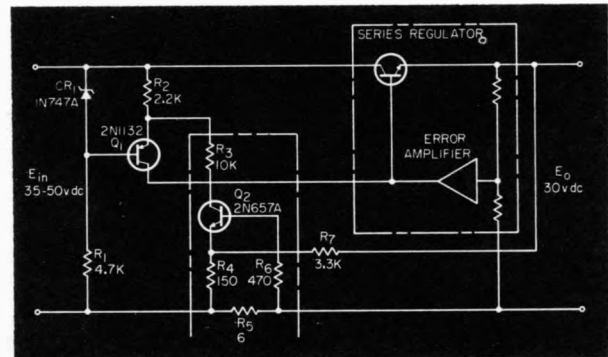 SERIES REGULATOR
CR1
1N747A
R2
2.2K
2N1132
Q1
R3
10K
ERROR
AMPLIFIER
Ein
35-50vdc
Eo
30vdc
Q2
2N657A
R7
3.3K
R1
4.7K
R4
150
R6
470
R5
6